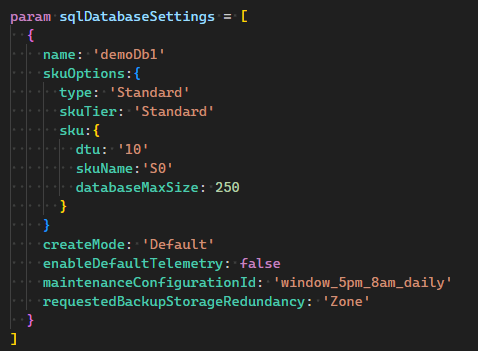 param sqlDatabaseSettings = [
  {
    name: 'demoDb1'
    skuOptions:{
      type: 'Standard'
      skuTier: 'Standard'
      sku:{
        dtu: '10'
        skuName:'S0'
        databaseMaxSize: 250
      }
    }
    createMode: 'Default'
    enableDefaultTelemetry: false
    maintenanceConfigurationId: 'window_5pm_8am_daily'
    requestedBackupStorageRedundancy: 'Zone'
  }
]